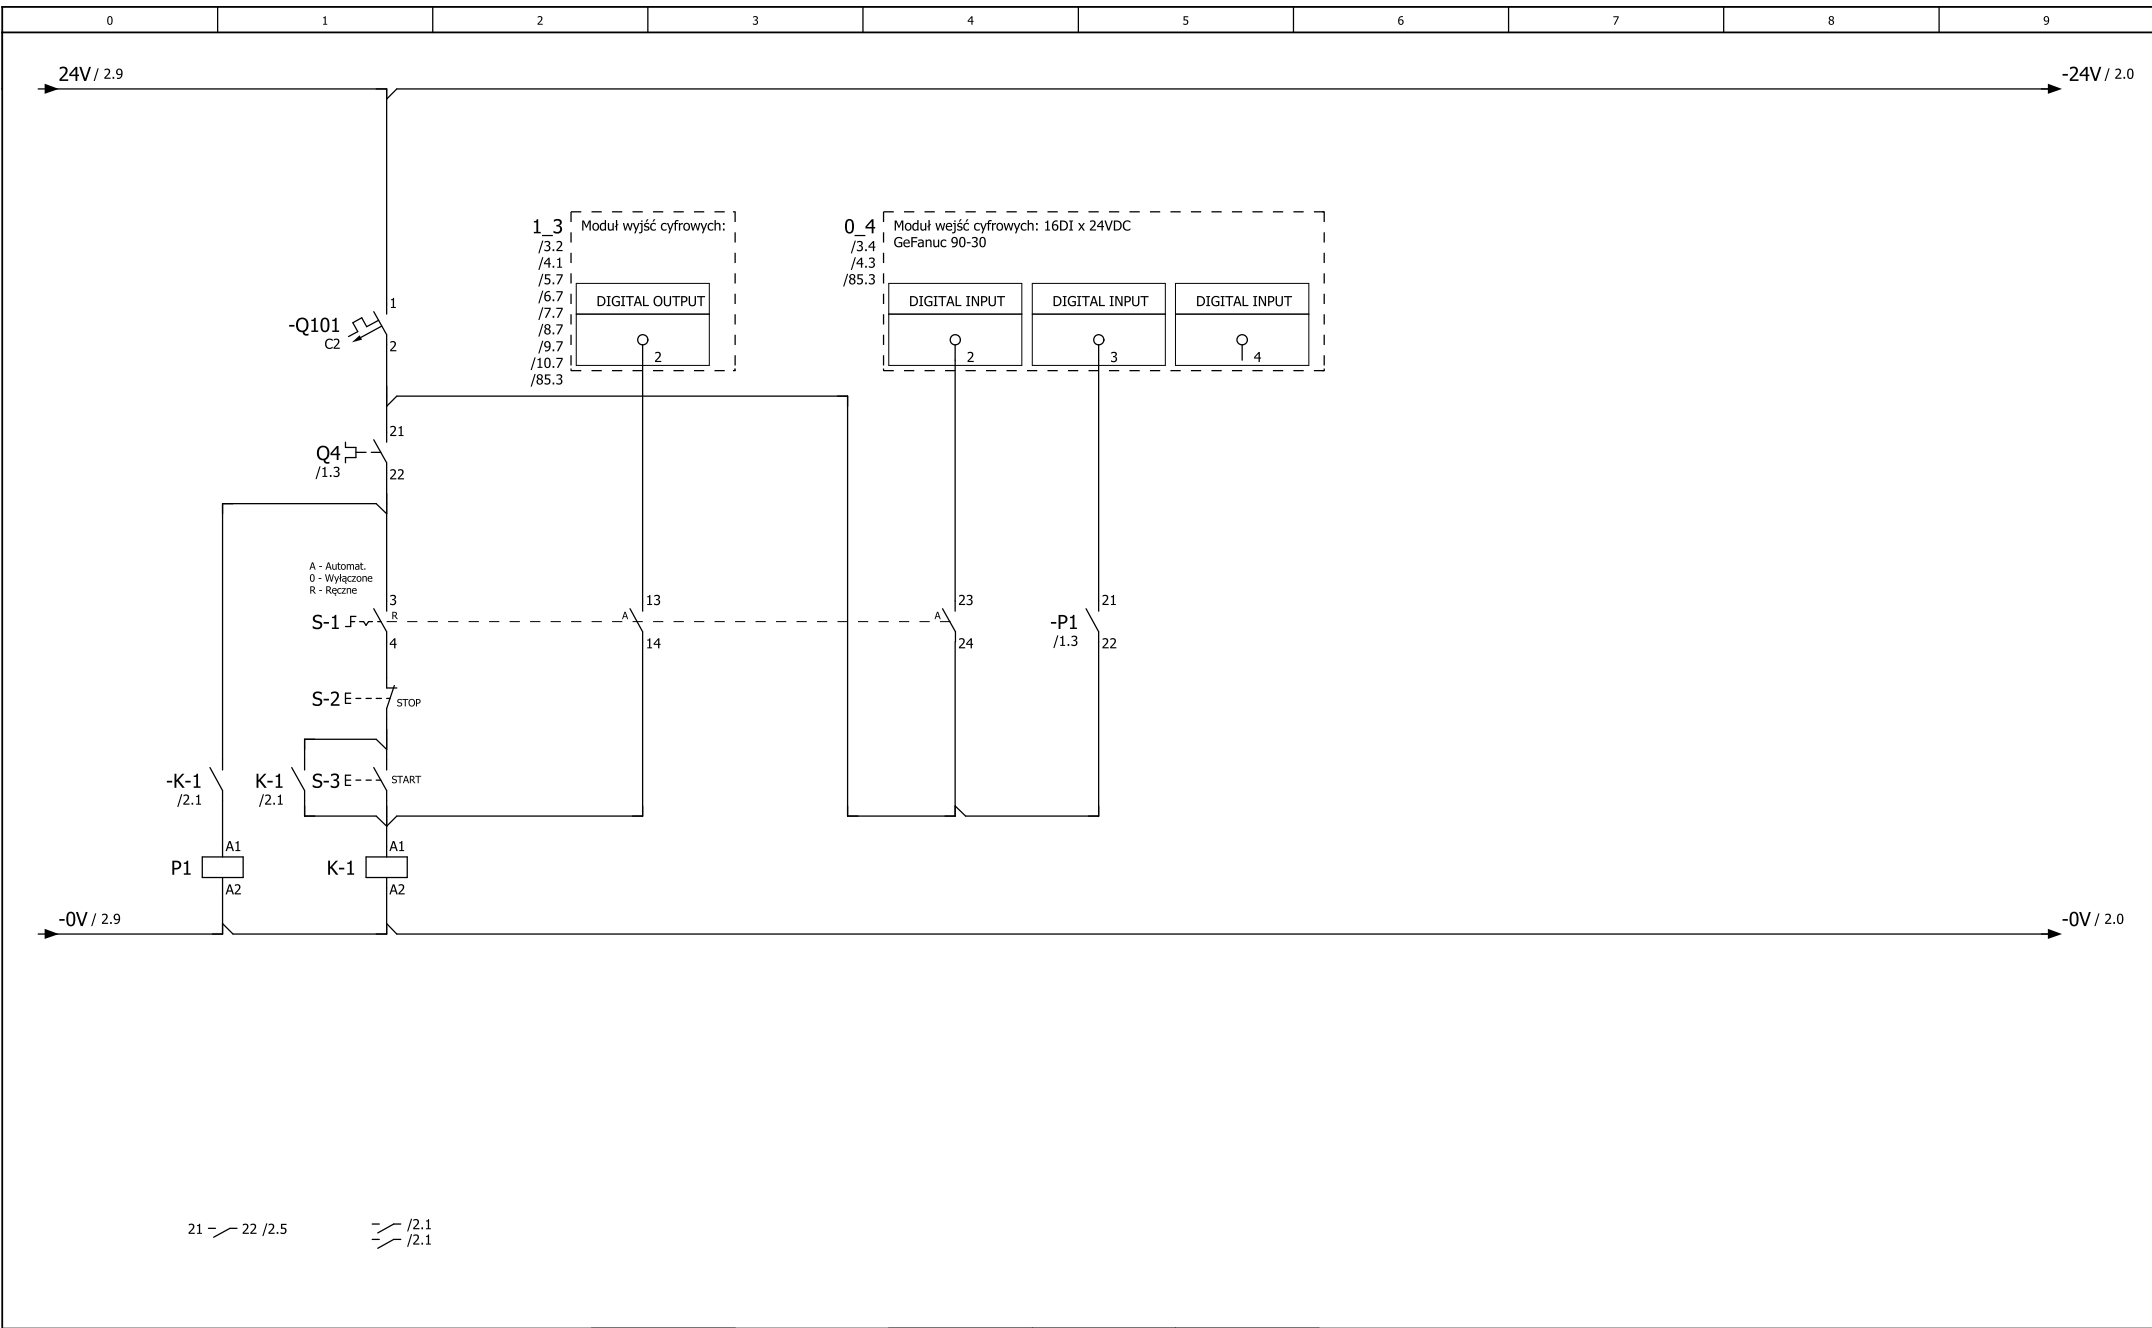 0 1 2 3 4 5 6 7 8 9
24V / 2.9
-24V / 2.0
1_3
/3.2
/4.1
/5.7
/6.7
/7.7
/8.7
/9.7
/10.7
/85.3
Moduł wyjść cyfrowych:
DIGITAL OUTPUT
2
0_4
/3.4
/4.3
/85.3
Moduł wejść cyfrowych: 16DI x 24VDC
GeFanuc 90-30
DIGITAL INPUT
2
DIGITAL INPUT
3
DIGITAL INPUT
4
1
-Q101
C2
2
21
Q4
/1.3
22
A - Automat.
0 - Wyłączone
R - Ręczne
3
S-1
R
4
13
A
14
23
A
24
21
-P1
/1.3
22
S-2 E
STOP
-K-1
/2.1
K-1
/2.1
S-3 E
START
A1
P1
A2
A1
K-1
A2
-0V / 2.9
-0V / 2.0
21 22 /2.5
/2.1
/2.1